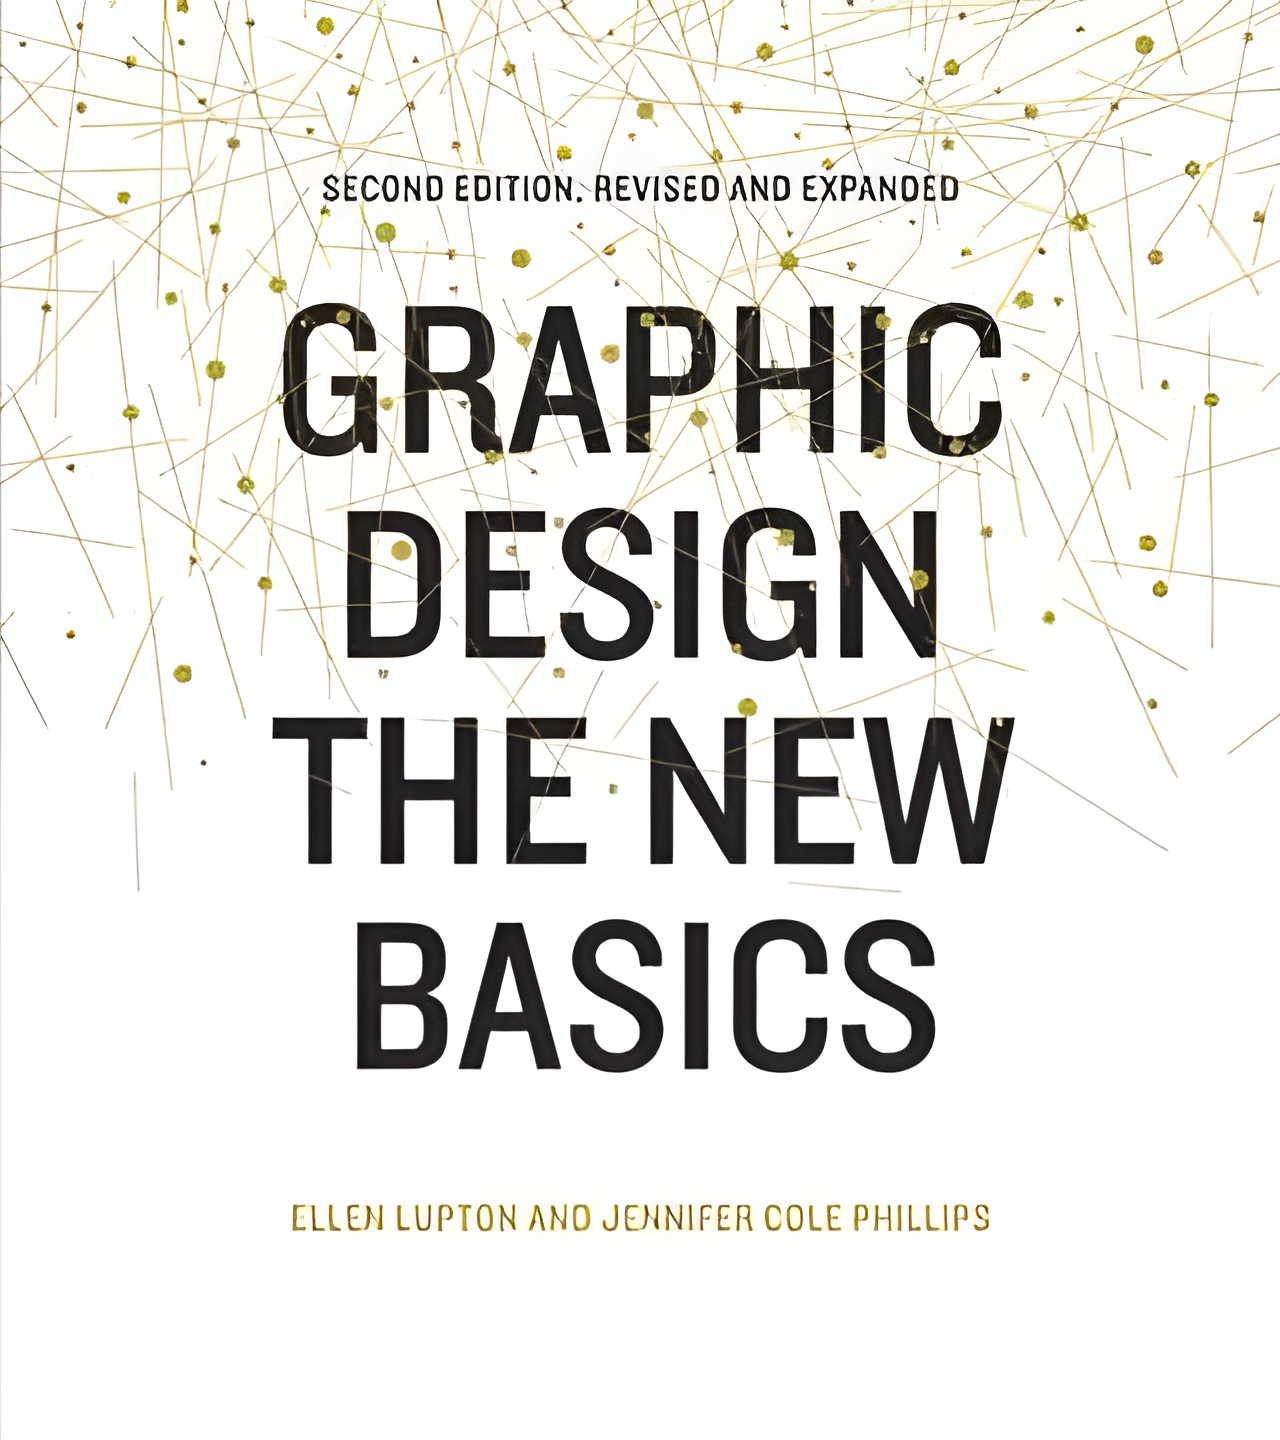 SECOND EDITION, REVISED AND EXPANDED
GRAPHIC
DESIGN
THE NEW
BASICS
ELLEN LUPTON AND JENNIFER COLE PHILLIPS